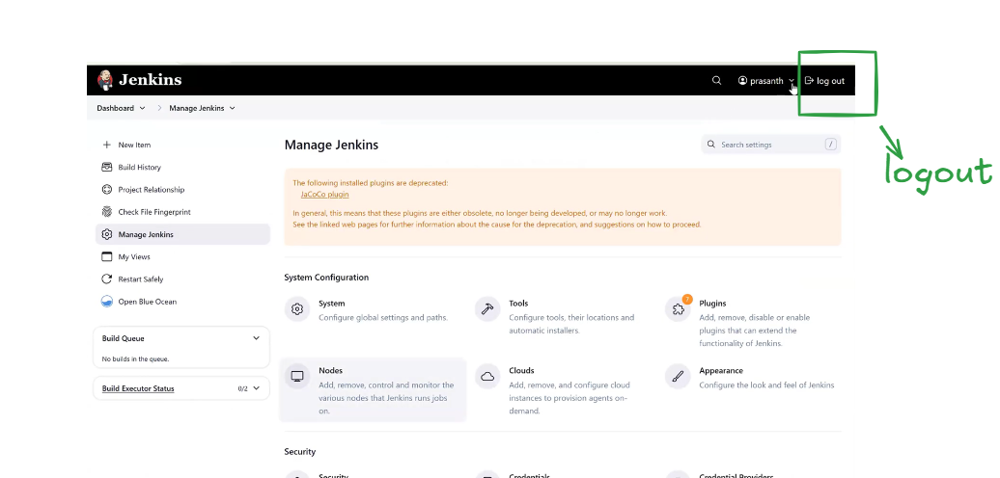 Jenkins
prasanth
log out
Dashboard
Manage Jenkins
logout
New Item
Build History
Project Relationship
Check File Fingerprint
Manage Jenkins
My Views
Restart Safely
Open Blue Ocean
Build Queue
No builds in the queue.
Build Executor Status
0/2
Manage Jenkins
Search settings
/
The following installed plugins are deprecated:
JaCoCo plugin
In general, this means that these plugins are either obsolete, no longer being developed, or may no longer work.
See the linked web pages for further information about the cause for the deprecation, and suggestions on how to proceed.
System Configuration
System
Configure global settings and paths.
Tools
Configure tools, their locations and
automatic installers.
7
Plugins
Add, remove, disable or enable
plugins that can extend the
functionality of Jenkins.
Nodes
Add, remove, control and monitor the
various nodes that Jenkins runs jobs
on.
Clouds
Add, remove, and configure cloud
instances to provision agents on-
demand.
Appearance
Configure the look and feel of Jenkins
Security
Security
Credentials
Credential Providers